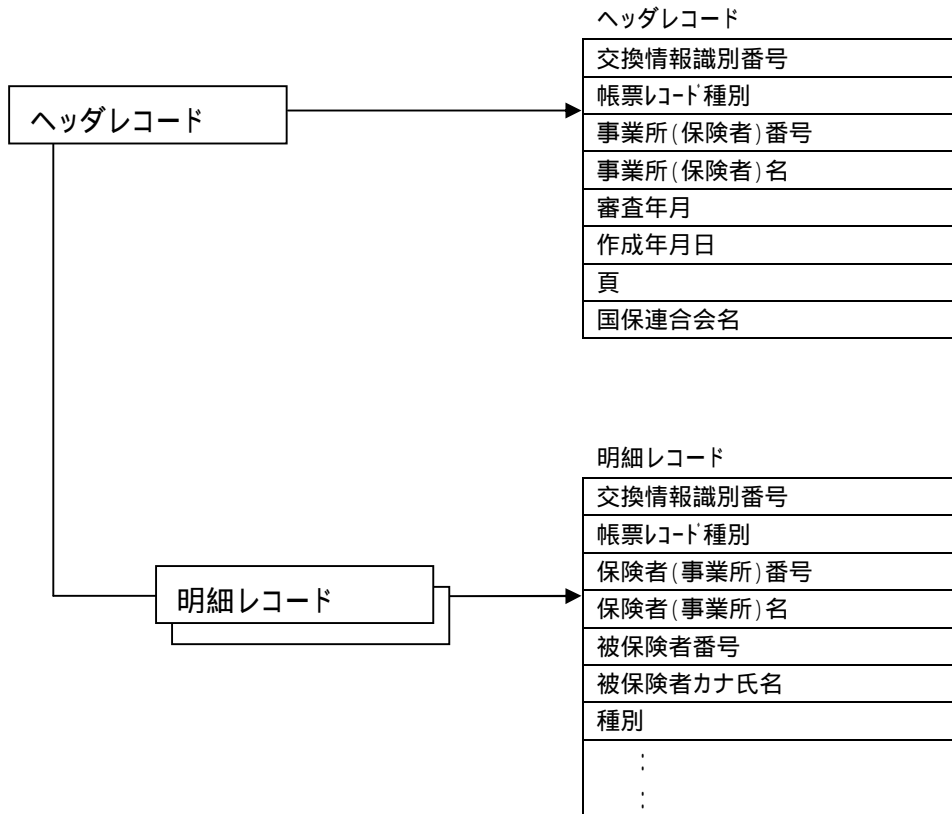 ヘッダレコード
ヘッダレコード
交換情報識別番号
帳票ﾚｺｰﾄﾞ種別
事業所(保険者)番号
事業所(保険者)名
審査年月
作成年月日
頁
国保連合会名
明細レコード
明細レコード
交換情報識別番号
帳票ﾚｺｰﾄﾞ種別
保険者(事業所)番号
保険者(事業所)名
被保険者番号
被保険者カナ氏名
種別
:
: